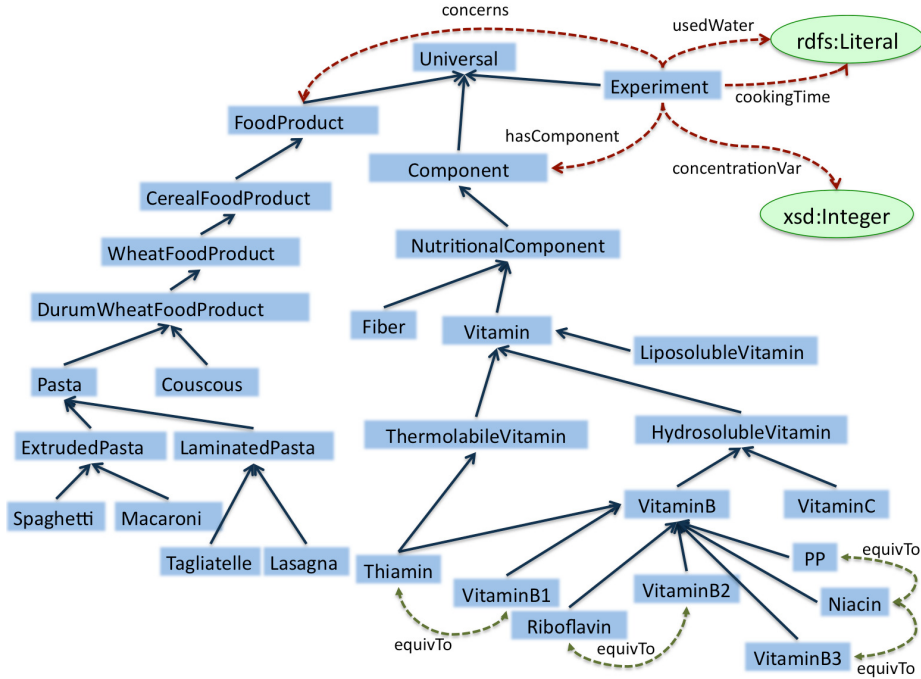 concerns
usedWater
rdfs:Literal
Universal
Experiment
cookingTime
FoodProduct
hasComponent
Component
concentrationVar
CerealFoodProduct
xsd:Integer
WheatFoodProduct
NutritionalComponent
DurumWheatFoodProduct
Fiber
Vitamin
LiposolubleVitamin
Pasta
Couscous
ExtrudedPasta
LaminatedPasta
ThermolabileVitamin
HydrosolubleVitamin
Spaghetti
Macaroni
VitaminB
VitaminC
Tagliatelle
Lasagna
Thiamin
PP
equivTo
VitaminB1
VitaminB2
Niacin
Riboflavin
equivTo
equivTo
VitaminB3
equivTo